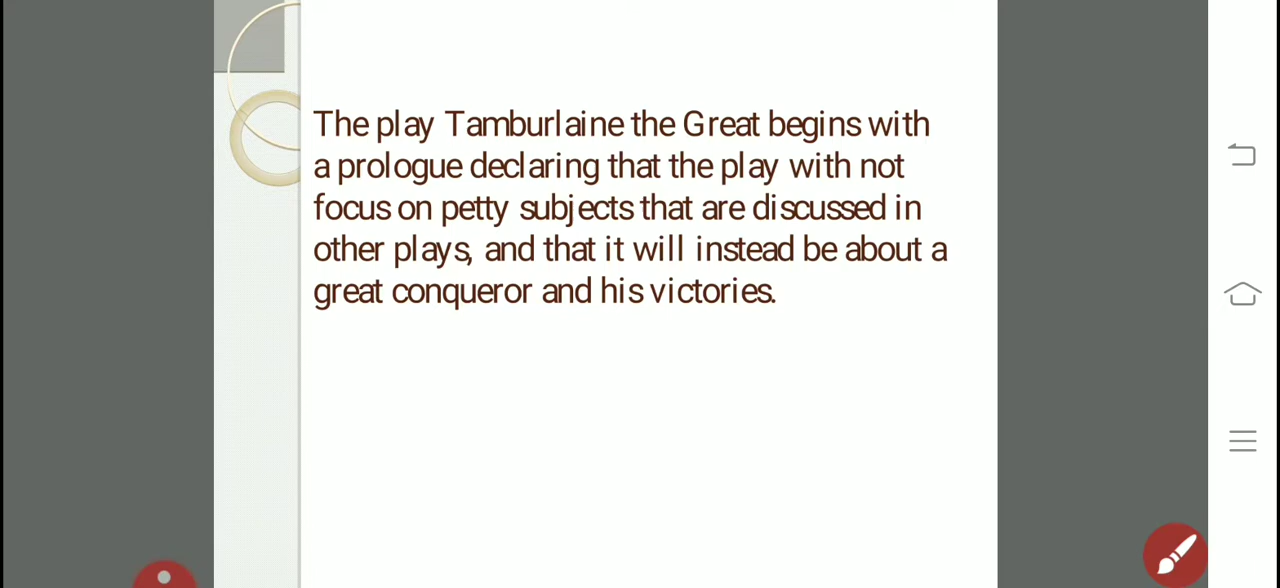 The play Tamburlaine the Great begins with
a prologue declaring that the play with not
focus on petty subjects that are discussed in
other plays, and that it will instead be about a
great conqueror and his victories.